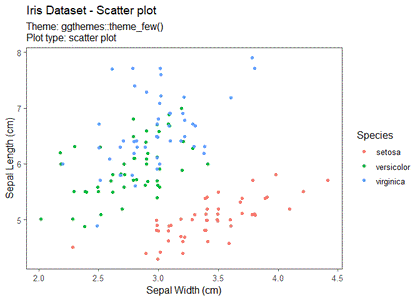 Iris Dataset - Scatter plot
Theme: ggthemes::theme_few()
Plot type: scatter plot
8
7
6
5
Sepal Length (cm)
2.0 2.5 3.0 3.5 4.0 4.5
Sepal Width (cm)
Species
setosa
versicolor
virginica